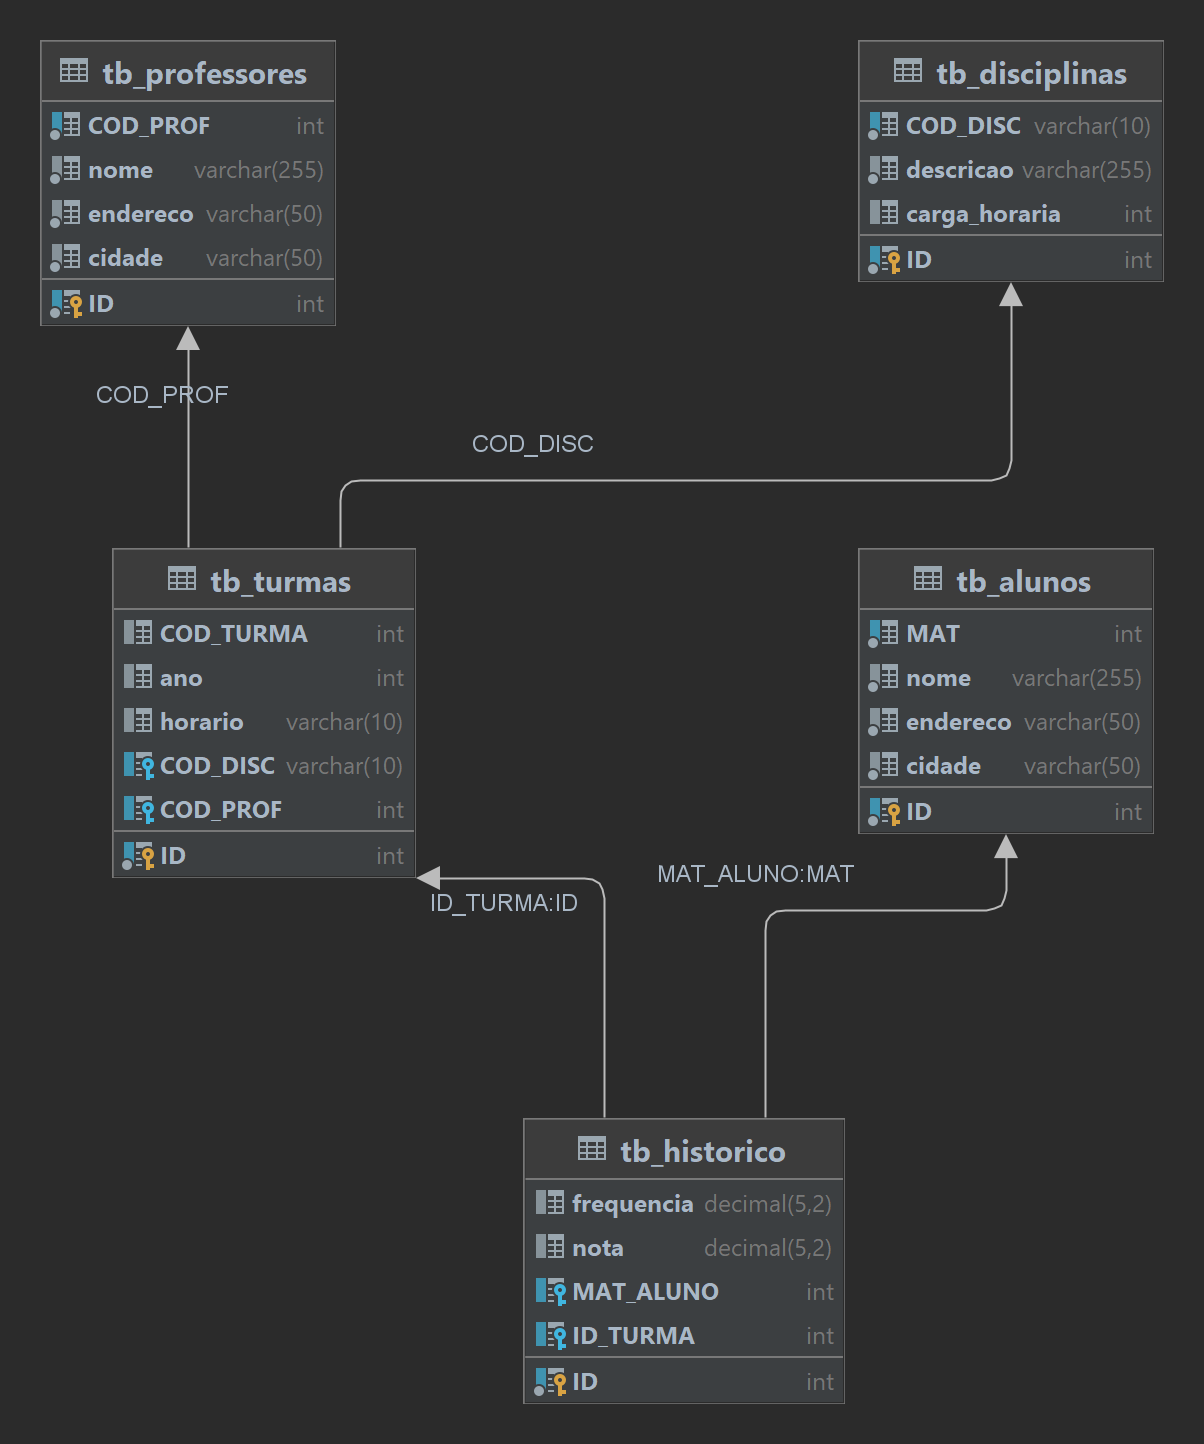 tb_professores
COD_PROF int
nome varchar(255)
endereco varchar(50)
cidade varchar(50)
ID int
tb_disciplinas
COD_DISC varchar(10)
descricao varchar(255)
carga_horaria int
ID int
COD_PROF
COD_DISC
tb_turmas
COD_TURMA int
ano int
horario varchar(10)
COD_DISC varchar(10)
COD_PROF int
ID int
tb_alunos
MAT int
nome varchar(255)
endereco varchar(50)
cidade varchar(50)
ID int
MAT_ALUNO:MAT
ID_TURMA:ID
tb_historico
frequencia decimal(5,2)
nota decimal(5,2)
MAT_ALUNO int
ID_TURMA int
ID int